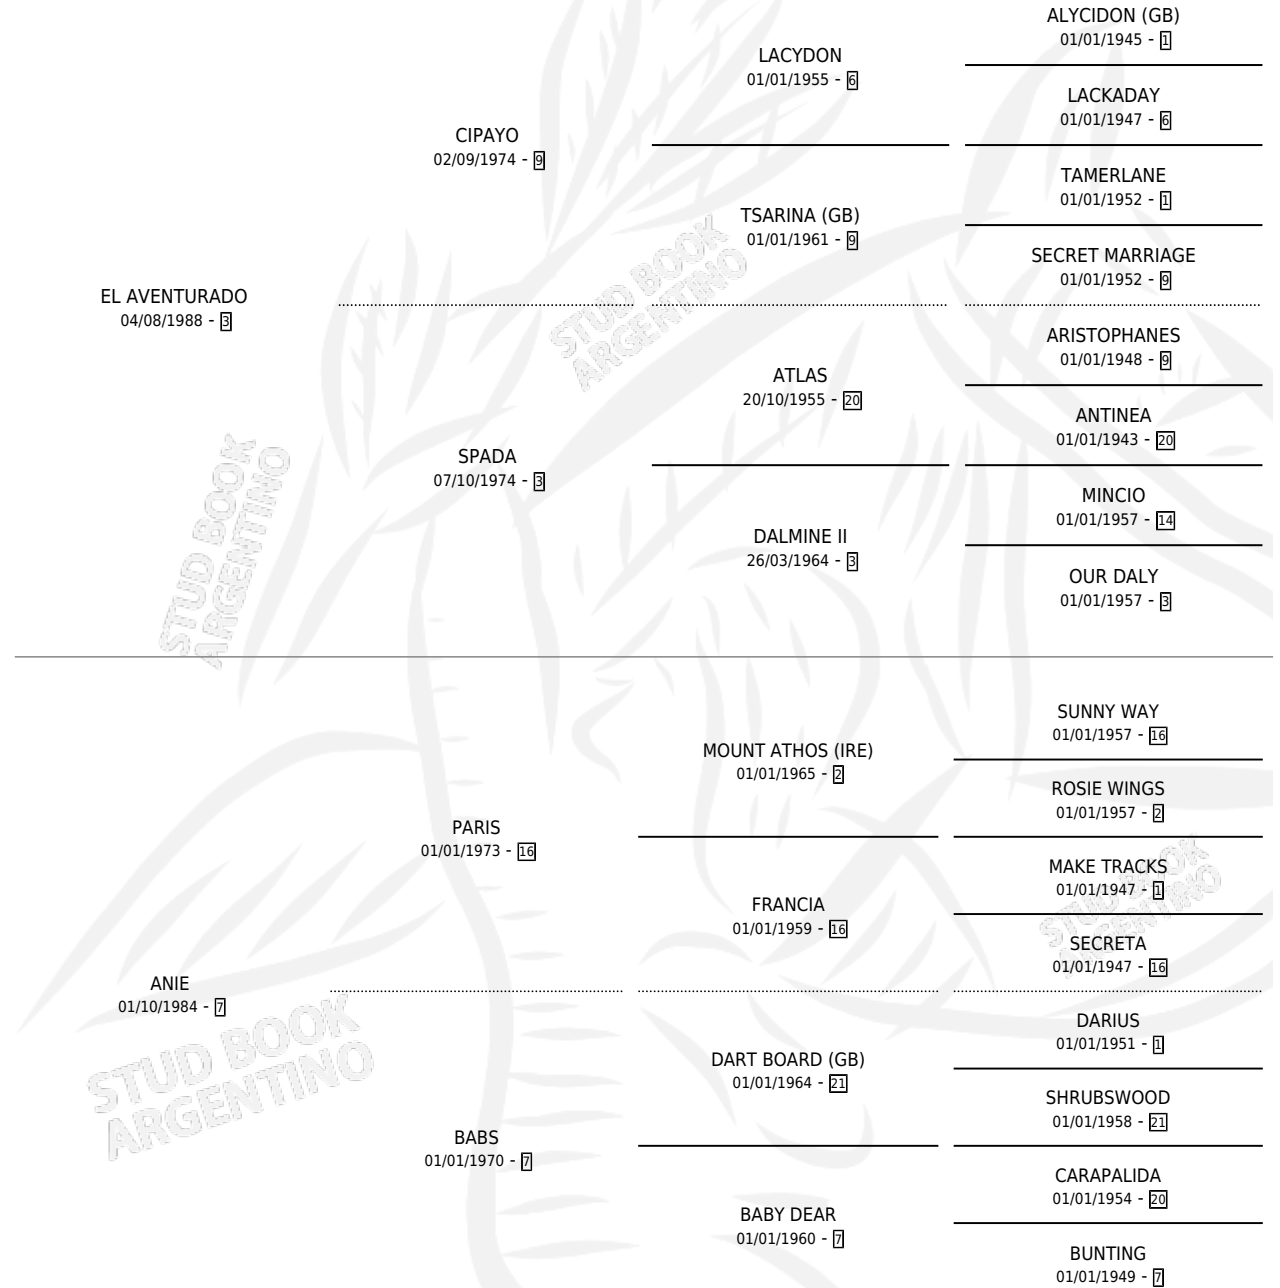 ALYCIDON (GB)
01/01/1945 - 1
LACYDON
01/01/1955 - 6
LACKADAY
01/01/1947 - 6
CIPAYO
02/09/1974 - 9
TAMERLANE
01/01/1952 - 1
TSARINA (GB)
01/01/1961 - 9
SECRET MARRIAGE
01/01/1952 - 9
EL AVENTURADO
04/08/1988 - 3
STUD BOOK
ARGENTINO
ARISTOPHANES
01/01/1948 - 9
ATLAS
20/10/1955 - 20
ANTINEA
01/01/1943 - 20
SPADA
07/10/1974 - 3
MINCIO
01/01/1957 - 14
DALMINE II
26/03/1964 - 3
OUR DALY
01/01/1957 - 3
STUD BOOK
ARGENTINO
SUNNY WAY
01/01/1957 - 16
MOUNT ATHOS (IRE)
01/01/1965 - 2
ROSIE WINGS
01/01/1957 - 2
PARIS
01/01/1973 - 16
MAKE TRACKS
01/01/1947 - 1
FRANCIA
01/01/1959 - 16
SECRETA
01/01/1947 - 16
STUD BOOK
ARGENTINO
ANIE
01/10/1984 - 7
DARIUS
01/01/1951 - 1
DART BOARD (GB)
01/01/1964 - 21
SHRUBSWOOD
01/01/1958 - 21
STUD BOOK
ARGENTINO
BABS
01/01/1970 - 7
CARAPALIDA
01/01/1954 - 20
BABY DEAR
01/01/1960 - 7
BUNTING
01/01/1949 - 7